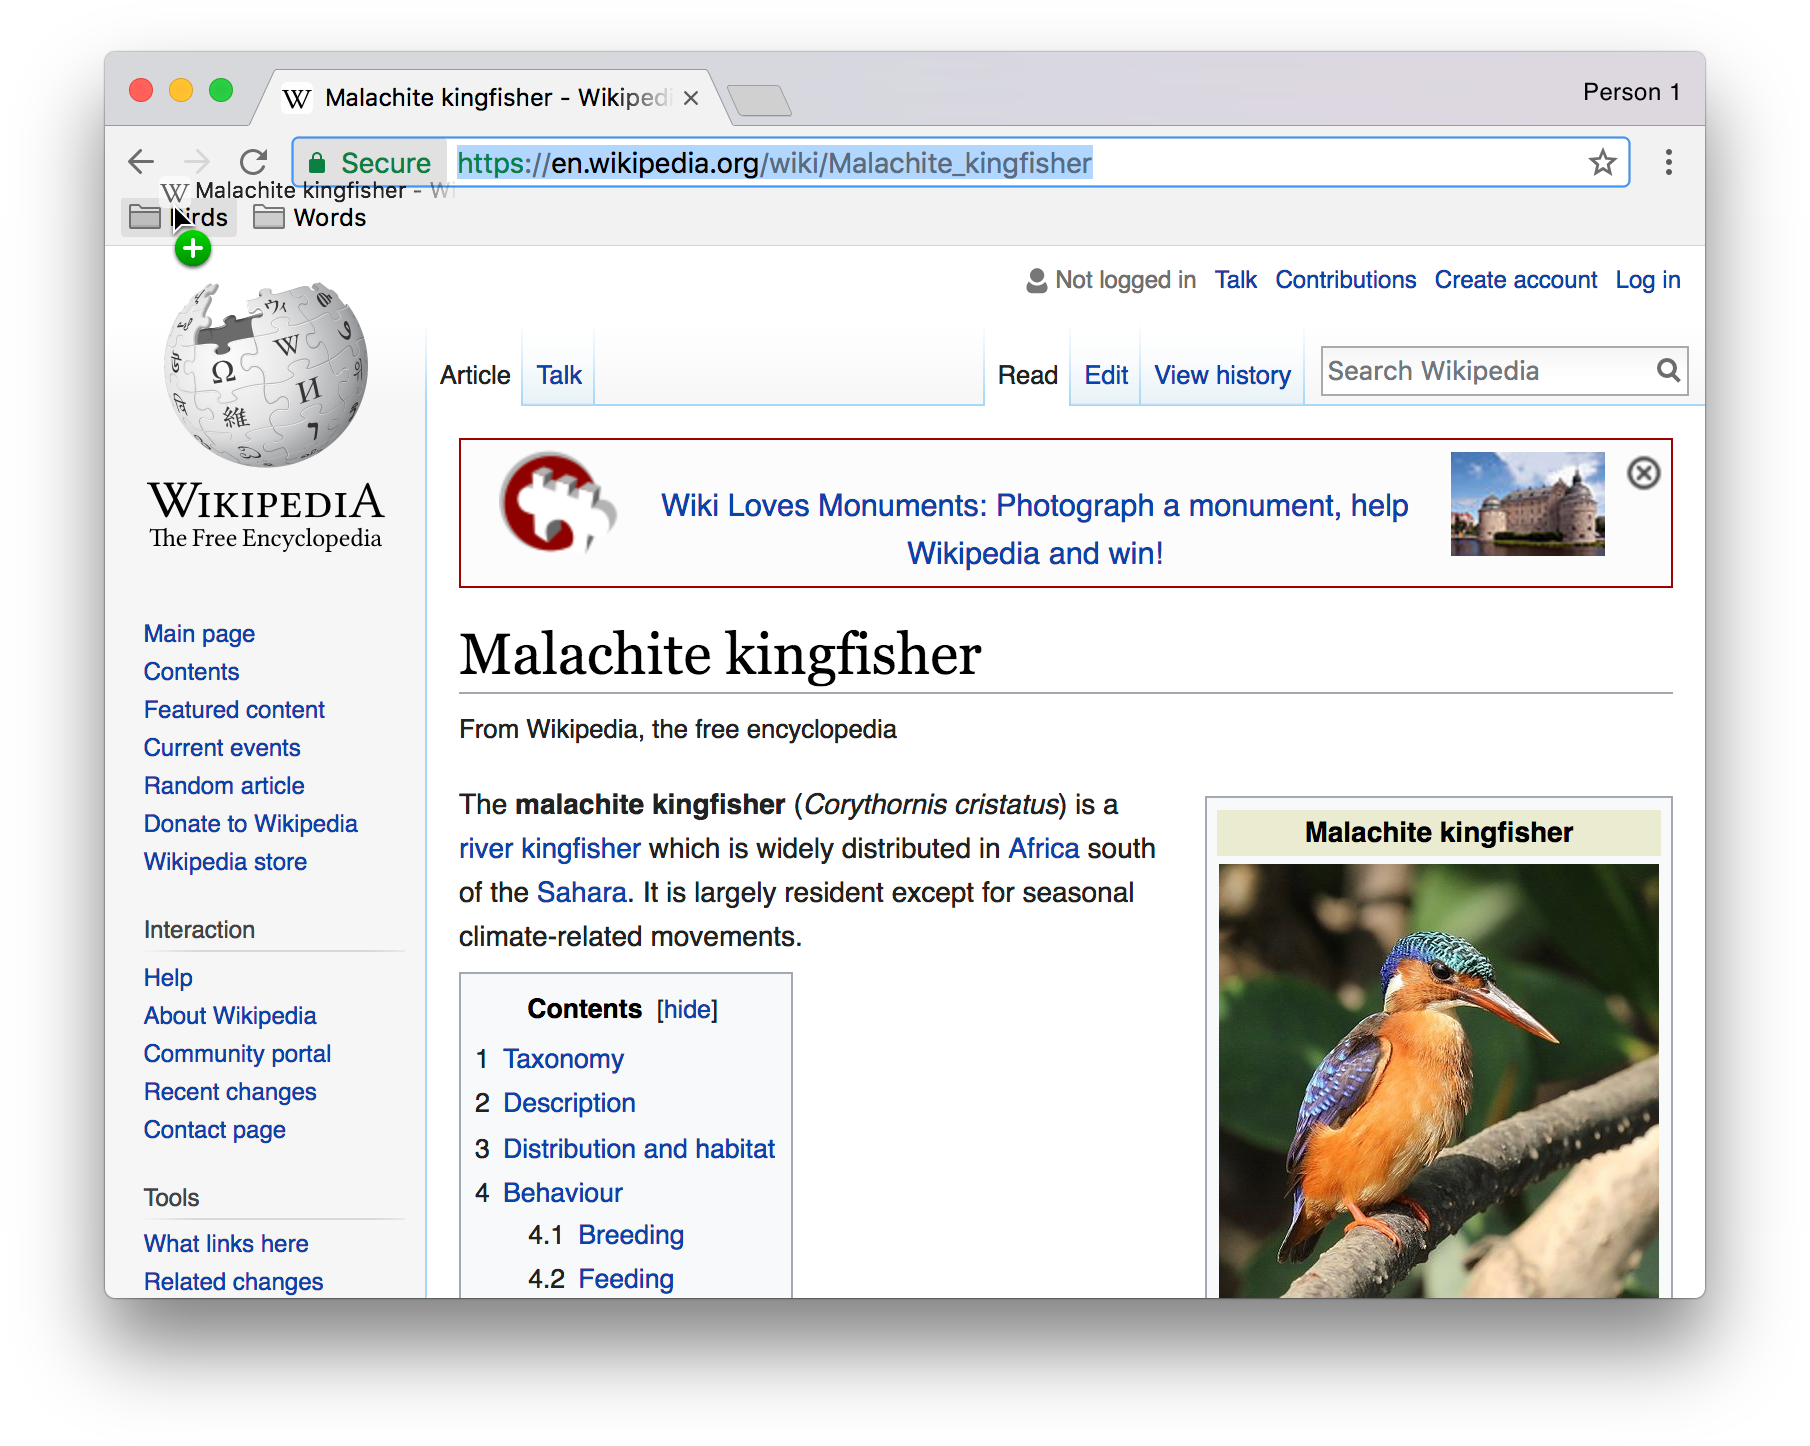 Malachite kingfisher - Wikipedi
Person 1
Secure https://en.wikipedia.org/wiki/Malachite_kingfisher
Malachite kingfisher - Wi
Birds Words
Not logged in Talk Contributions Create account Log in
Article Talk Read Edit View history Search Wikipedia
WIKIPEDIA
The Free Encyclopedia
Wiki Loves Monuments: Photograph a monument, help
Wikipedia and win!
Main page
Contents
Featured content
Current events
Random article
Donate to Wikipedia
Wikipedia store
Interaction
Help
About Wikipedia
Community portal
Recent changes
Contact page
Tools
What links here
Related changes
Malachite kingfisher
From Wikipedia, the free encyclopedia
The malachite kingfisher (Corythornis cristatus) is a
river kingfisher which is widely distributed in Africa south
of the Sahara. It is largely resident except for seasonal
climate-related movements.
Contents [hide]
1 Taxonomy
2 Description
3 Distribution and habitat
4 Behaviour
4.1 Breeding
4.2 Feeding
Malachite kingfisher